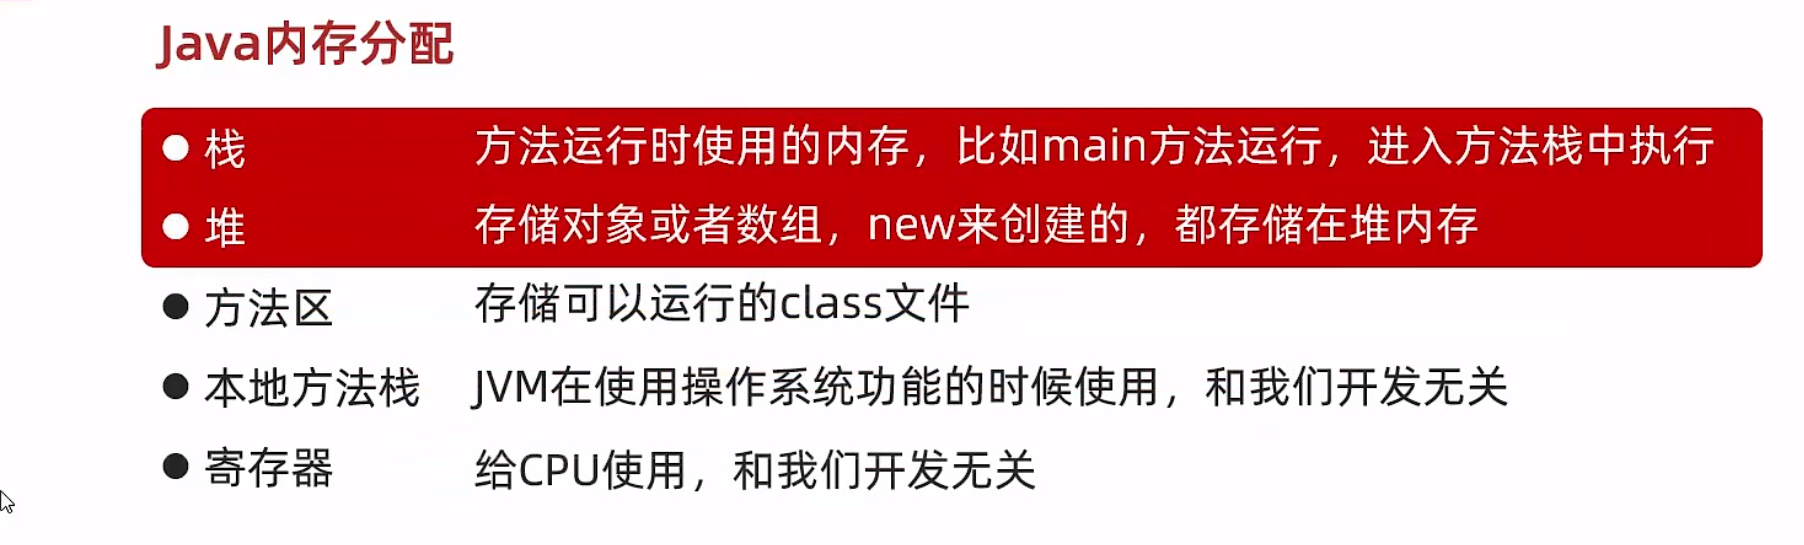 Java内存分配
● 栈 方法运行时使用的内存，比如main方法运行，进入方法栈中执行
● 堆 存储对象或者数组，new来创建的，都存储在堆内存
● 方法区 存储可以运行的class文件
● 本地方法栈 JVM在使用操作系统功能的时候使用，和我们开发无关
● 寄存器 给CPU使用，和我们开发无关